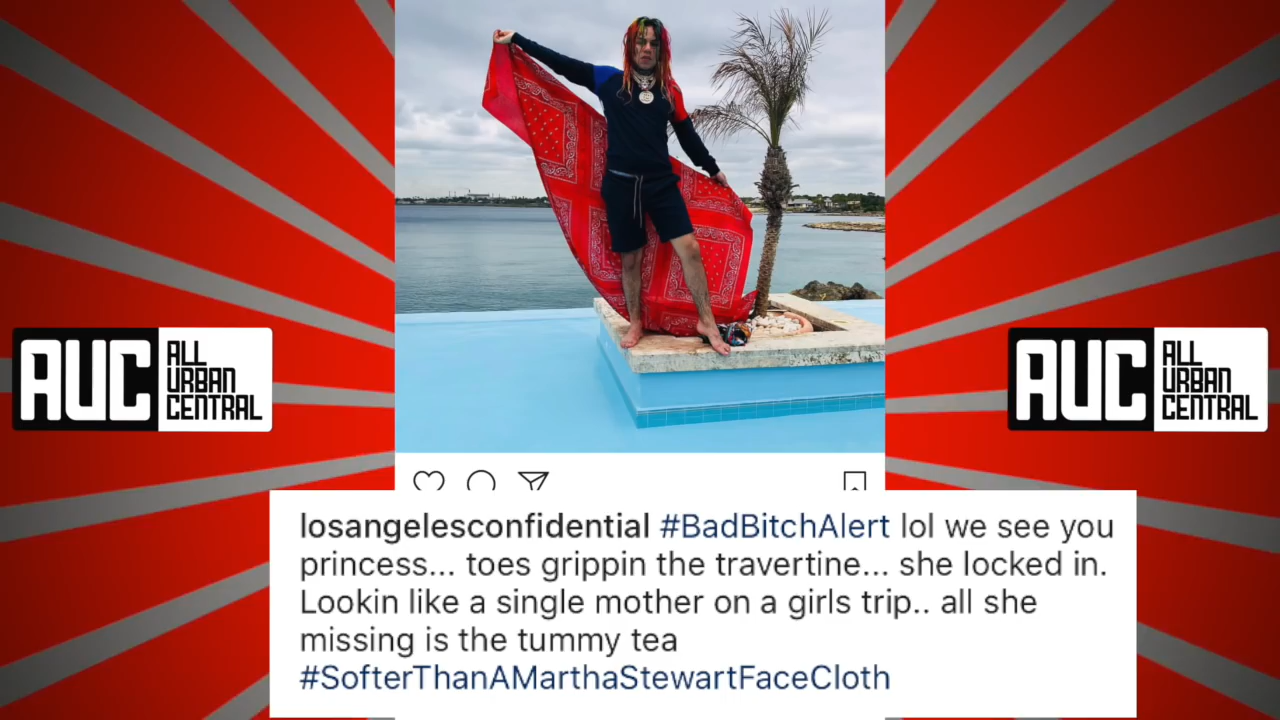 AUC ALL
URBAN
CENTRAL
AUC ALL
URBAN
CENTRAL
losangelesconfidential #BadBitchAlert lol we see you
princess... toes grippin the travertine... she locked in.
Lookin like a single mother on a girls trip.. all she
missing is the tummy tea
#SofterThanAMarthaStewartFaceCloth